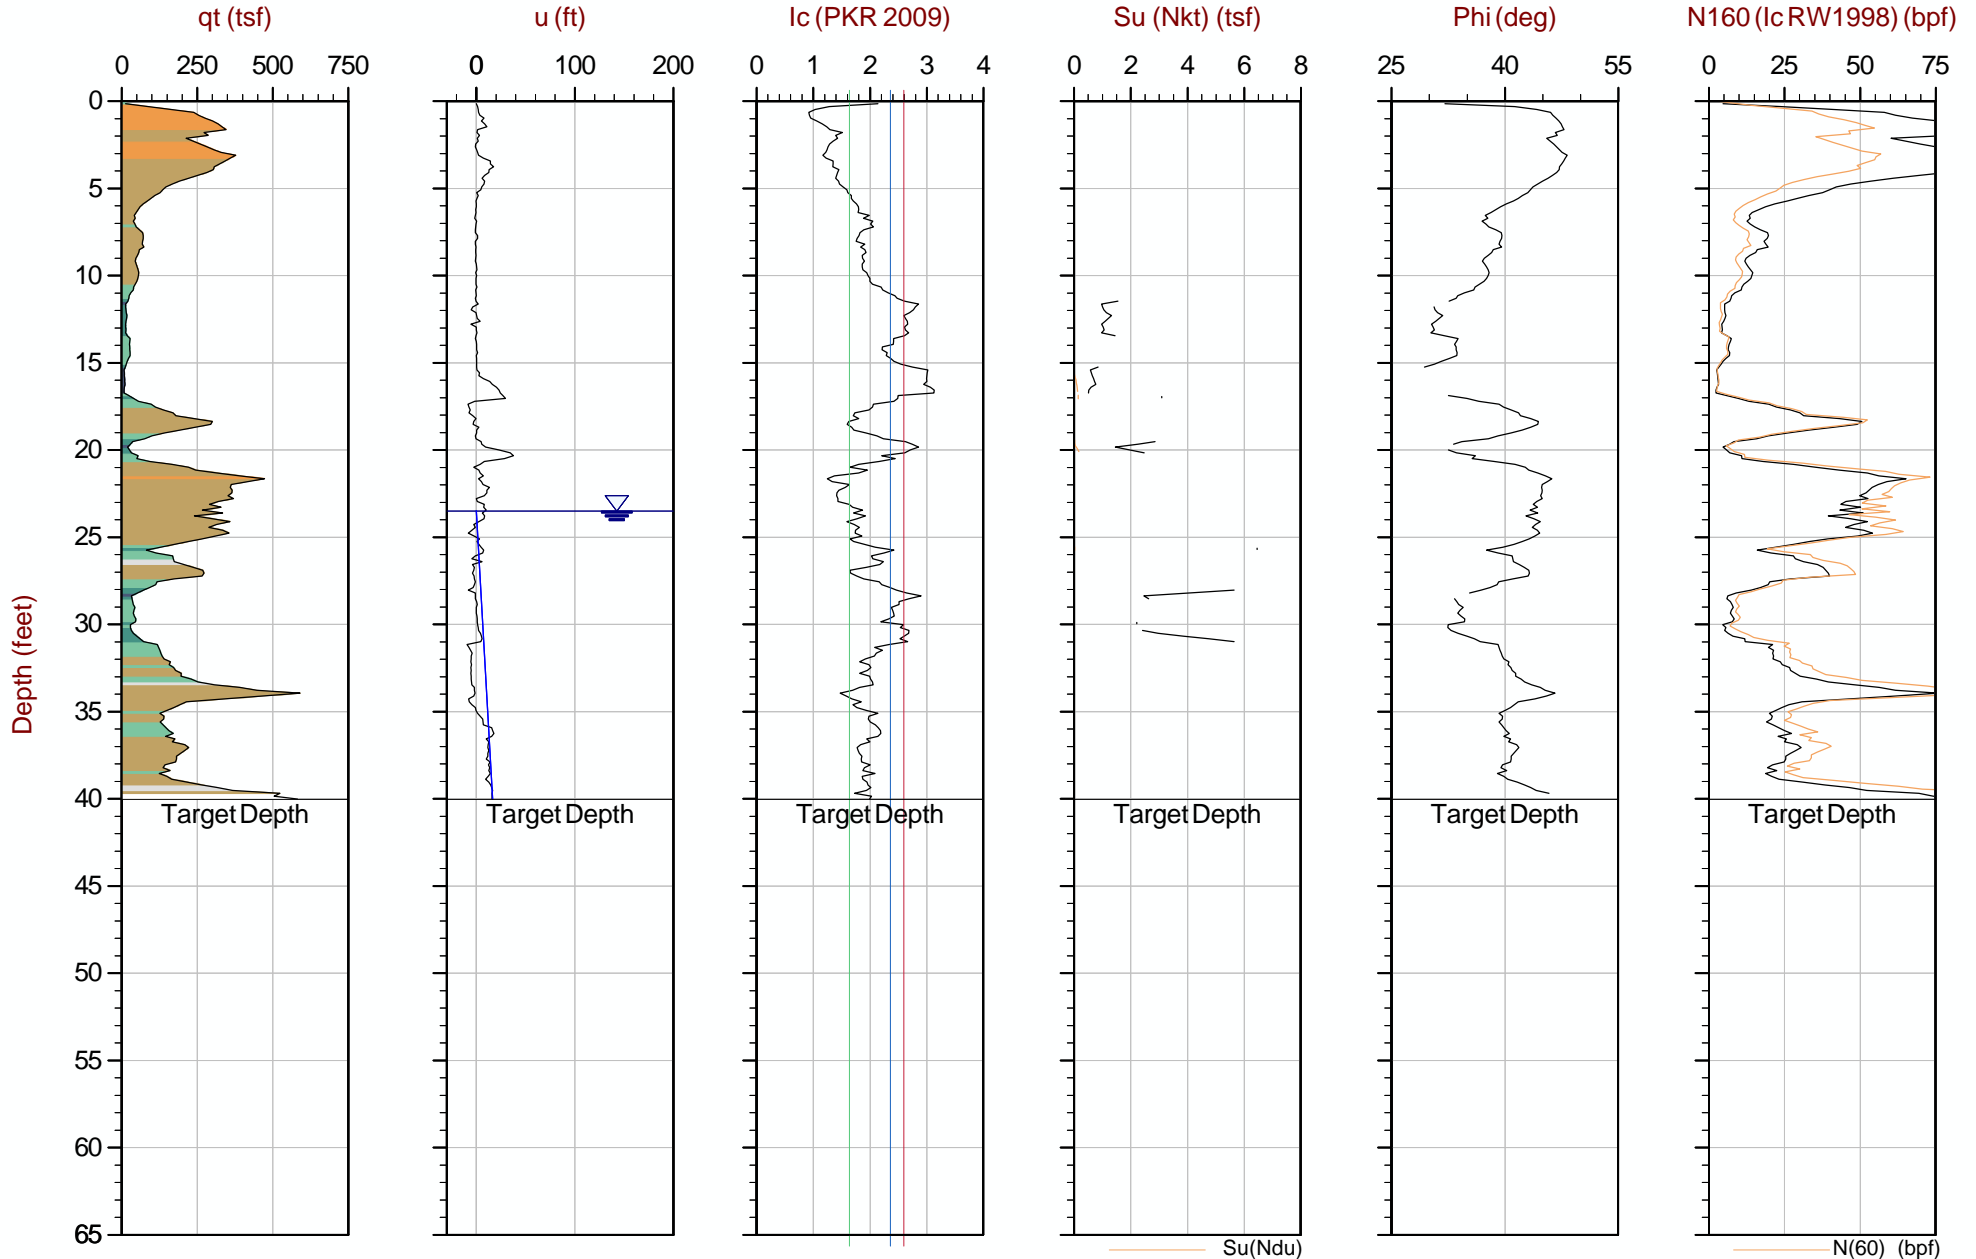 qt (tsf) u (ft) Ic (PKR 2009) Su (Nkt) (tsf) Phi (deg) N160 (Ic RW1998) (bpf)
0 250 500 750 0 100 200 0 1 2 3 4 0 2 4 6 8 25 40 55 0 25 50 75
0
5
10
15
20
25
30
35
40
45
50
55
60
65
Depth (feet)
Target Depth Target Depth Target Depth Target Depth Target Depth Target Depth
Su(Ndu) N(60) (bpf)